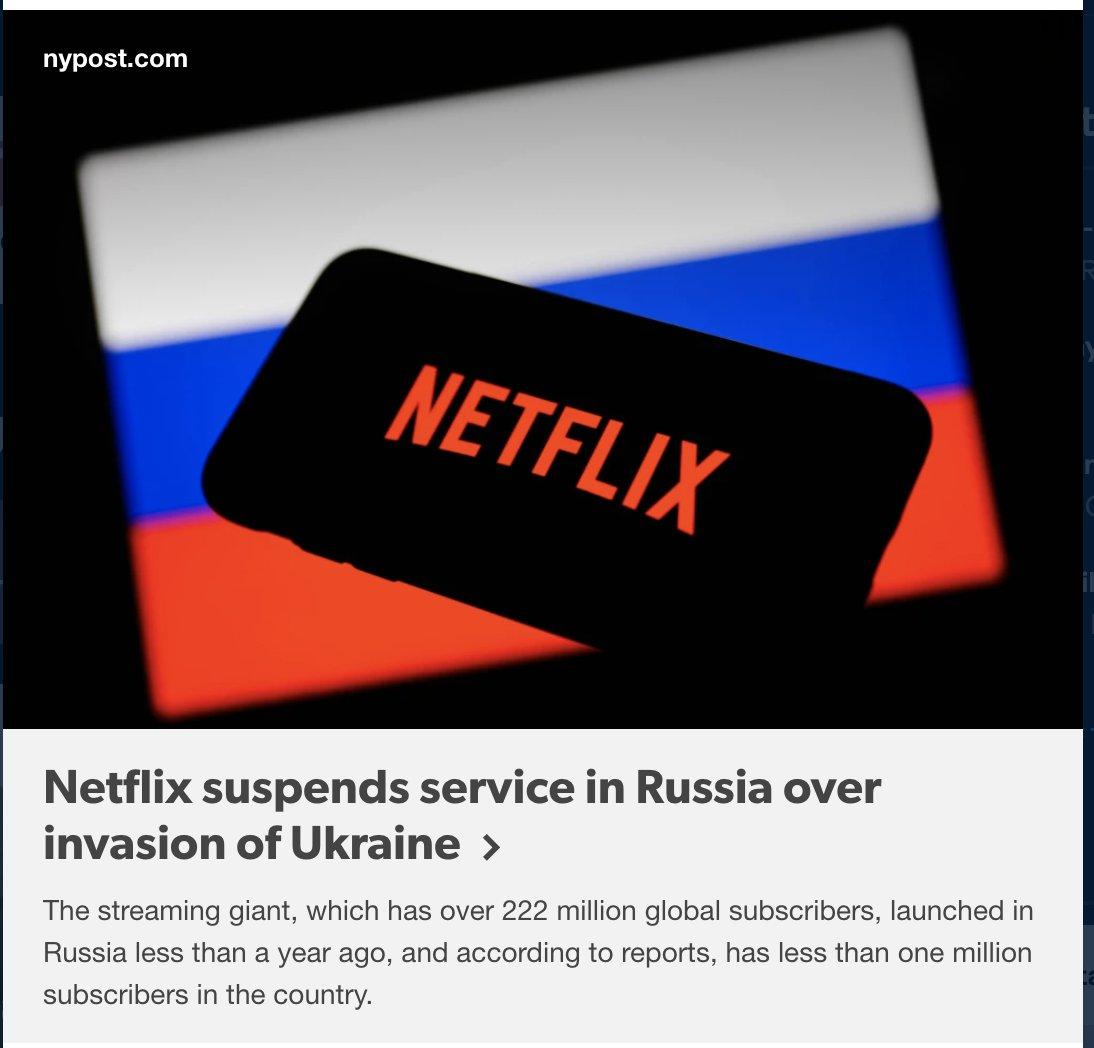 nypost.com
NETFLIX
Netflix suspends service in Russia over
invasion of Ukraine >
The streaming giant, which has over 222 million global subscribers, launched in
Russia less than a year ago, and according to reports, has less than one million
subscribers in the country.